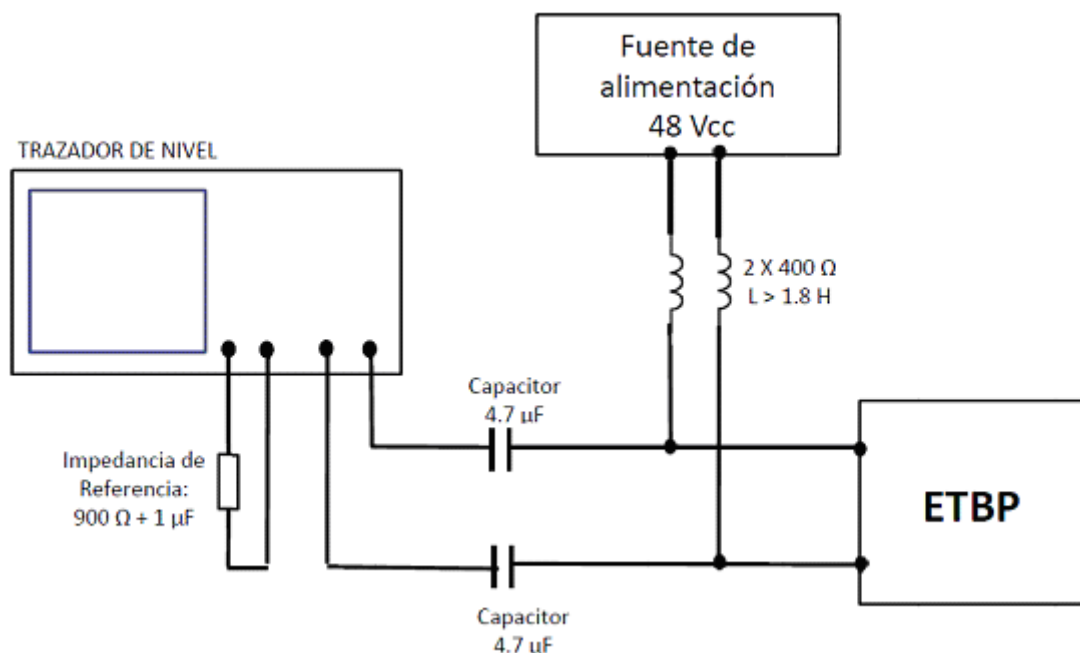 Fuente de
alimentación
48 Vcc
TRAZADOR DE NIVEL
2 X 400 Ω
L > 1.8 H
Capacitor
4.7 µF
Impedancia de
Referencia:
900 Ω + 1 µF
ETBP
Capacitor
4.7 µF